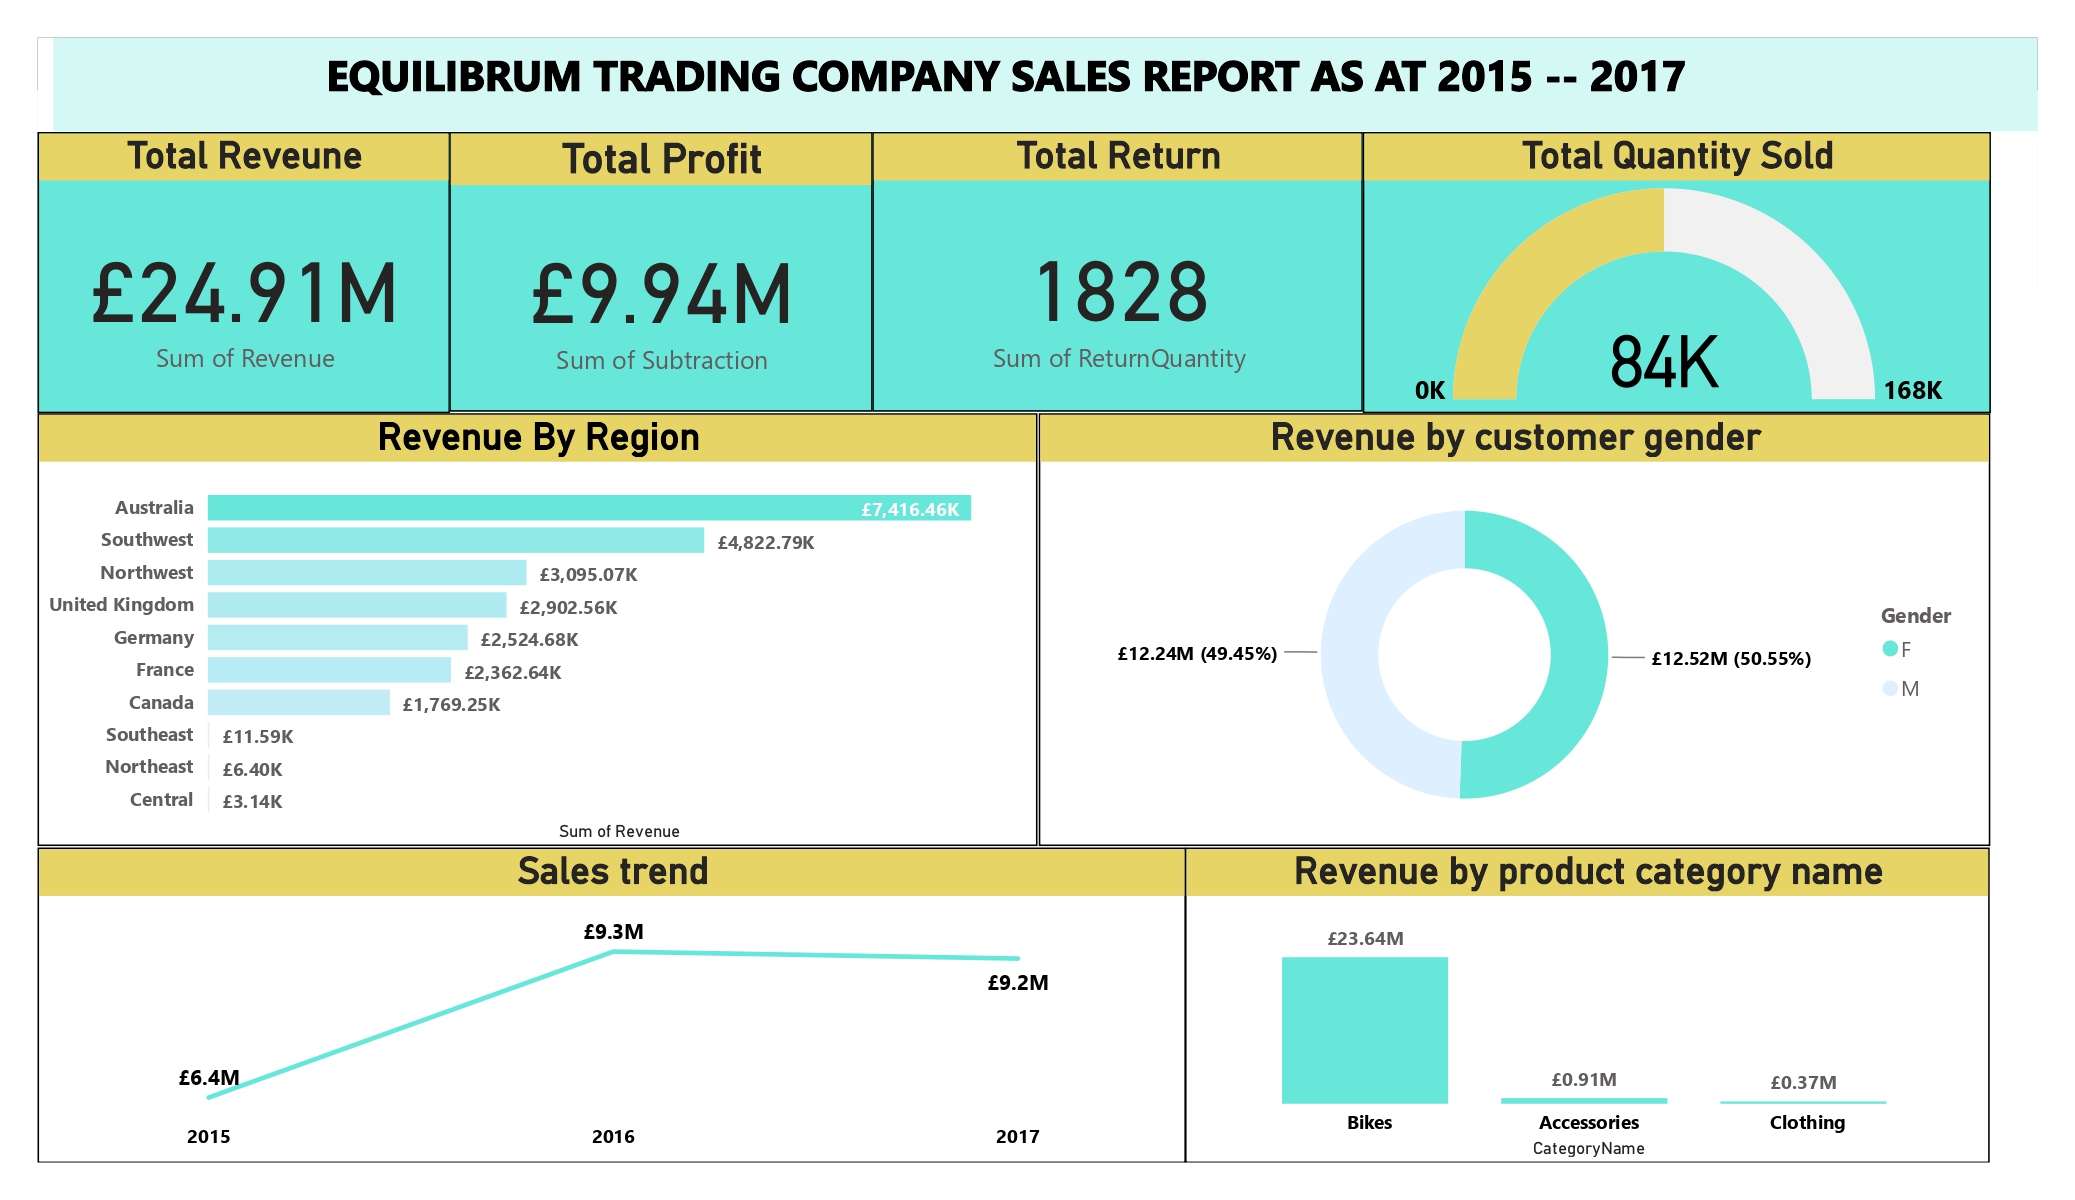 EQUILIBRUM TRADING COMPANY SALES REPORT AS AT 2015 -- 2017
Total Reveune
£24.91M
Sum of Revenue
Total Profit
£9.94M
Sum of Subtraction
Total Return
1828
Sum of ReturnQuantity
Total Quantity Sold
84K
0K
168K
Revenue By Region
Australia £7,416.46K
Southwest £4,822.79K
Northwest £3,095.07K
United Kingdom £2,902.56K
Germany £2,524.68K
France £2,362.64K
Canada £1,769.25K
Southeast £11.59K
Northeast £6.40K
Central £3.14K
Sum of Revenue
Revenue by customer gender
£12.24M (49.45%)
£12.52M (50.55%)
Gender
F
M
Sales trend
£6.4M
£9.3M
£9.2M
2015 2016 2017
Revenue by product category name
£23.64M
£0.91M
£0.37M
Bikes Accessories Clothing
CategoryName